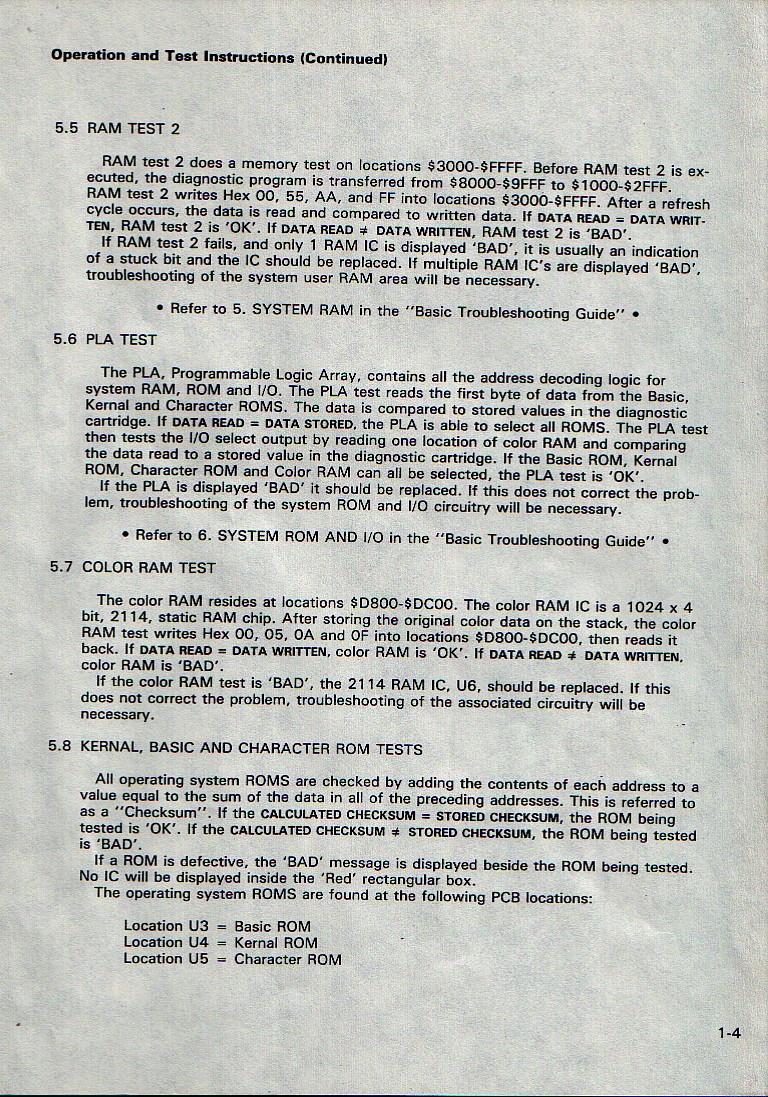 Operation and Test Instructions (Continued)
5.5 RAM TEST 2
RAM test 2 does a memory test on locations $3000-$FFFF. Before RAM test 2 is ex-
ecuted, the diagnostic program is transferred from $8000-$9FFF to $1000-$2FFF.
RAM test 2 writes Hex 00, 55, AA, and FF into locations $3000-$FFFF. After a refresh
cycle occurs, the data is read and compared to written data. If DATA READ = DATA WRIT-
TEN, RAM test 2 is 'OK'. If DATA READ ≠ DATA WRITTEN, RAM test 2 is 'BAD'.
If RAM test 2 fails, and only 1 RAM IC is displayed 'BAD', it is usually an indication
of a stuck bit and the IC should be replaced. If multiple RAM IC's are displayed 'BAD',
troubleshooting of the system user RAM area will be necessary.
• Refer to 5. SYSTEM RAM in the "Basic Troubleshooting Guide" •
5.6 PLA TEST
The PLA, Programmable Logic Array, contains all the address decoding logic for
system RAM, ROM and I/O. The PLA test reads the first byte of data from the Basic,
Kernal and Character ROMS. The data is compared to stored values in the diagnostic
cartridge. If DATA READ = DATA STORED, the PLA is able to select all ROMS. The PLA test
then tests the I/O select output by reading one location of color RAM and comparing
the data read to a stored value in the diagnostic cartridge. If the Basic ROM, Kernal
ROM, Character ROM and Color RAM can all be selected, the PLA test is 'OK'.
If the PLA is displayed 'BAD' it should be replaced. If this does not correct the prob-
lem, troubleshooting of the system ROM and I/O circuitry will be necessary.
• Refer to 6. SYSTEM ROM AND I/O in the "Basic Troubleshooting Guide" •
5.7 COLOR RAM TEST
The color RAM resides at locations $D800-$DC00. The color RAM IC is a 1024 x 4
bit, 2114, static RAM chip. After storing the original color data on the stack, the color
RAM test writes Hex 00, 05, 0A and 0F into locations $D800-$DC00, then reads it
back. If DATA READ = DATA WRITTEN, color RAM is 'OK'. If DATA READ ≠ DATA WRITTEN,
color RAM is 'BAD'.
If the color RAM test is 'BAD', the 2114 RAM IC, U6, should be replaced. If this
does not correct the problem, troubleshooting of the associated circuitry will be
necessary.
5.8 KERNAL, BASIC AND CHARACTER ROM TESTS
All operating system ROMS are checked by adding the contents of each address to a
value equal to the sum of the data in all of the preceding addresses. This is referred to
as a "Checksum". If the CALCULATED CHECKSUM = STORED CHECKSUM, the ROM being
tested is 'OK'. If the CALCULATED CHECKSUM ≠ STORED CHECKSUM, the ROM being tested
is 'BAD'.
If a ROM is defective, the 'BAD' message is displayed beside the ROM being tested.
No IC will be displayed inside the 'Red' rectangular box.
The operating system ROMS are found at the following PCB locations:
Location U3 = Basic ROM
Location U4 = Kernal ROM
Location U5 = Character ROM
1-4